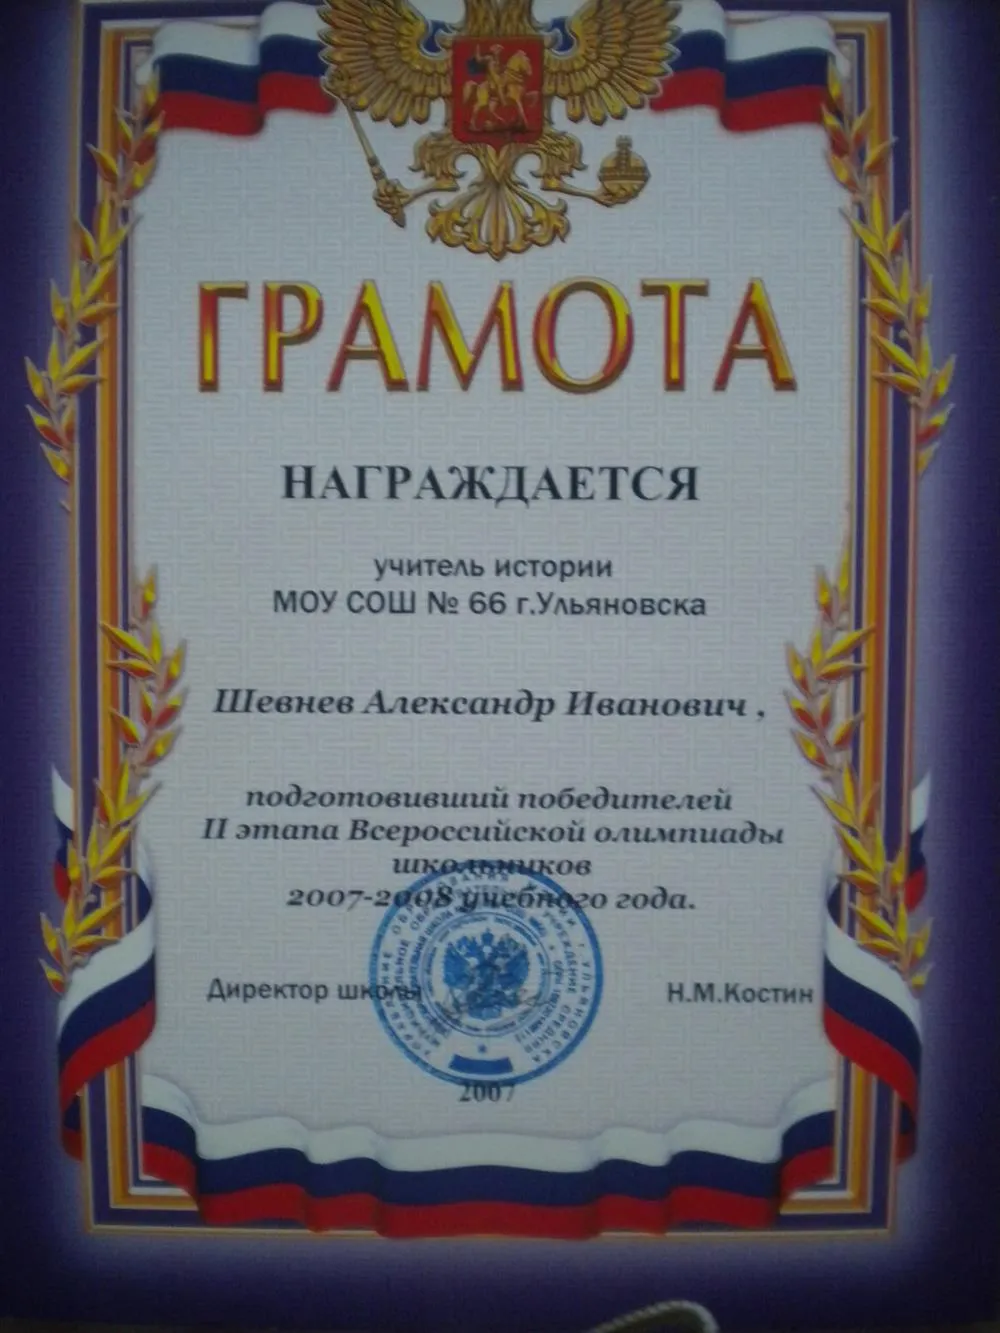 ГРАМОТА
НАГРАЖДАЕТСЯ
учитель истории
МОУ СОШ № 66 г.Ульяновска
Шевнев Александр Иванович ,
подготовивший победителей
II этапа Всероссийской олимпиады
школьников
2007-2008 учебного года.
Директор школы
Н.М.Костин
2007